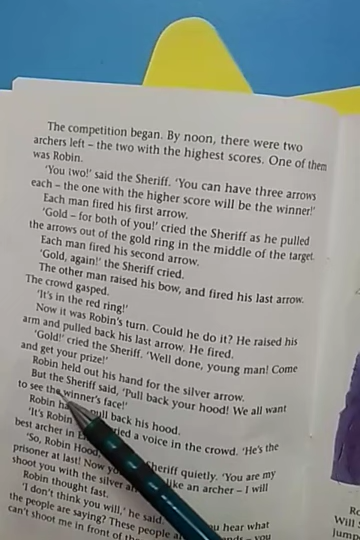 The competition began. By noon, there were two
archers left – the two with the highest scores. One of them
was Robin.
'You two!' said the Sheriff. 'You can have three arrows
each – the one with the higher score will be the winner!'
Each man fired his first arrow.
'Gold – for both of you!' cried the Sheriff as he pulled
the arrows out of the gold ring in the middle of the target.
Each man fired his second arrow.
'Gold, again!' the Sheriff cried.
The other man raised his bow, and fired his last arrow.
The crowd gasped.
'It's in the red ring!'
Now it was Robin's turn. Could he do it? He raised his
arm and pulled back his last arrow. He fired.
'Gold!' cried the Sheriff. 'Well done, young man! Come
and get your prize!'
Robin held out his hand for the silver arrow.
But the Sheriff said, 'Pull back your hood! We all want
to see the winner's face!'
Robin ha pull back his hood.
'It's Robin cried a voice in the crowd. 'He's the
best archer in E
'So, Robin Hood, Sheriff quietly. 'You are my
prisoner at last! Now you like an archer – I will
shoot you with the silver ar
Robin thought fast.
'I don't think you will,' he said. you hear what
the people are saying? These people ar ends – you
can't shoot me in front of th
Ro
Will S
Jump